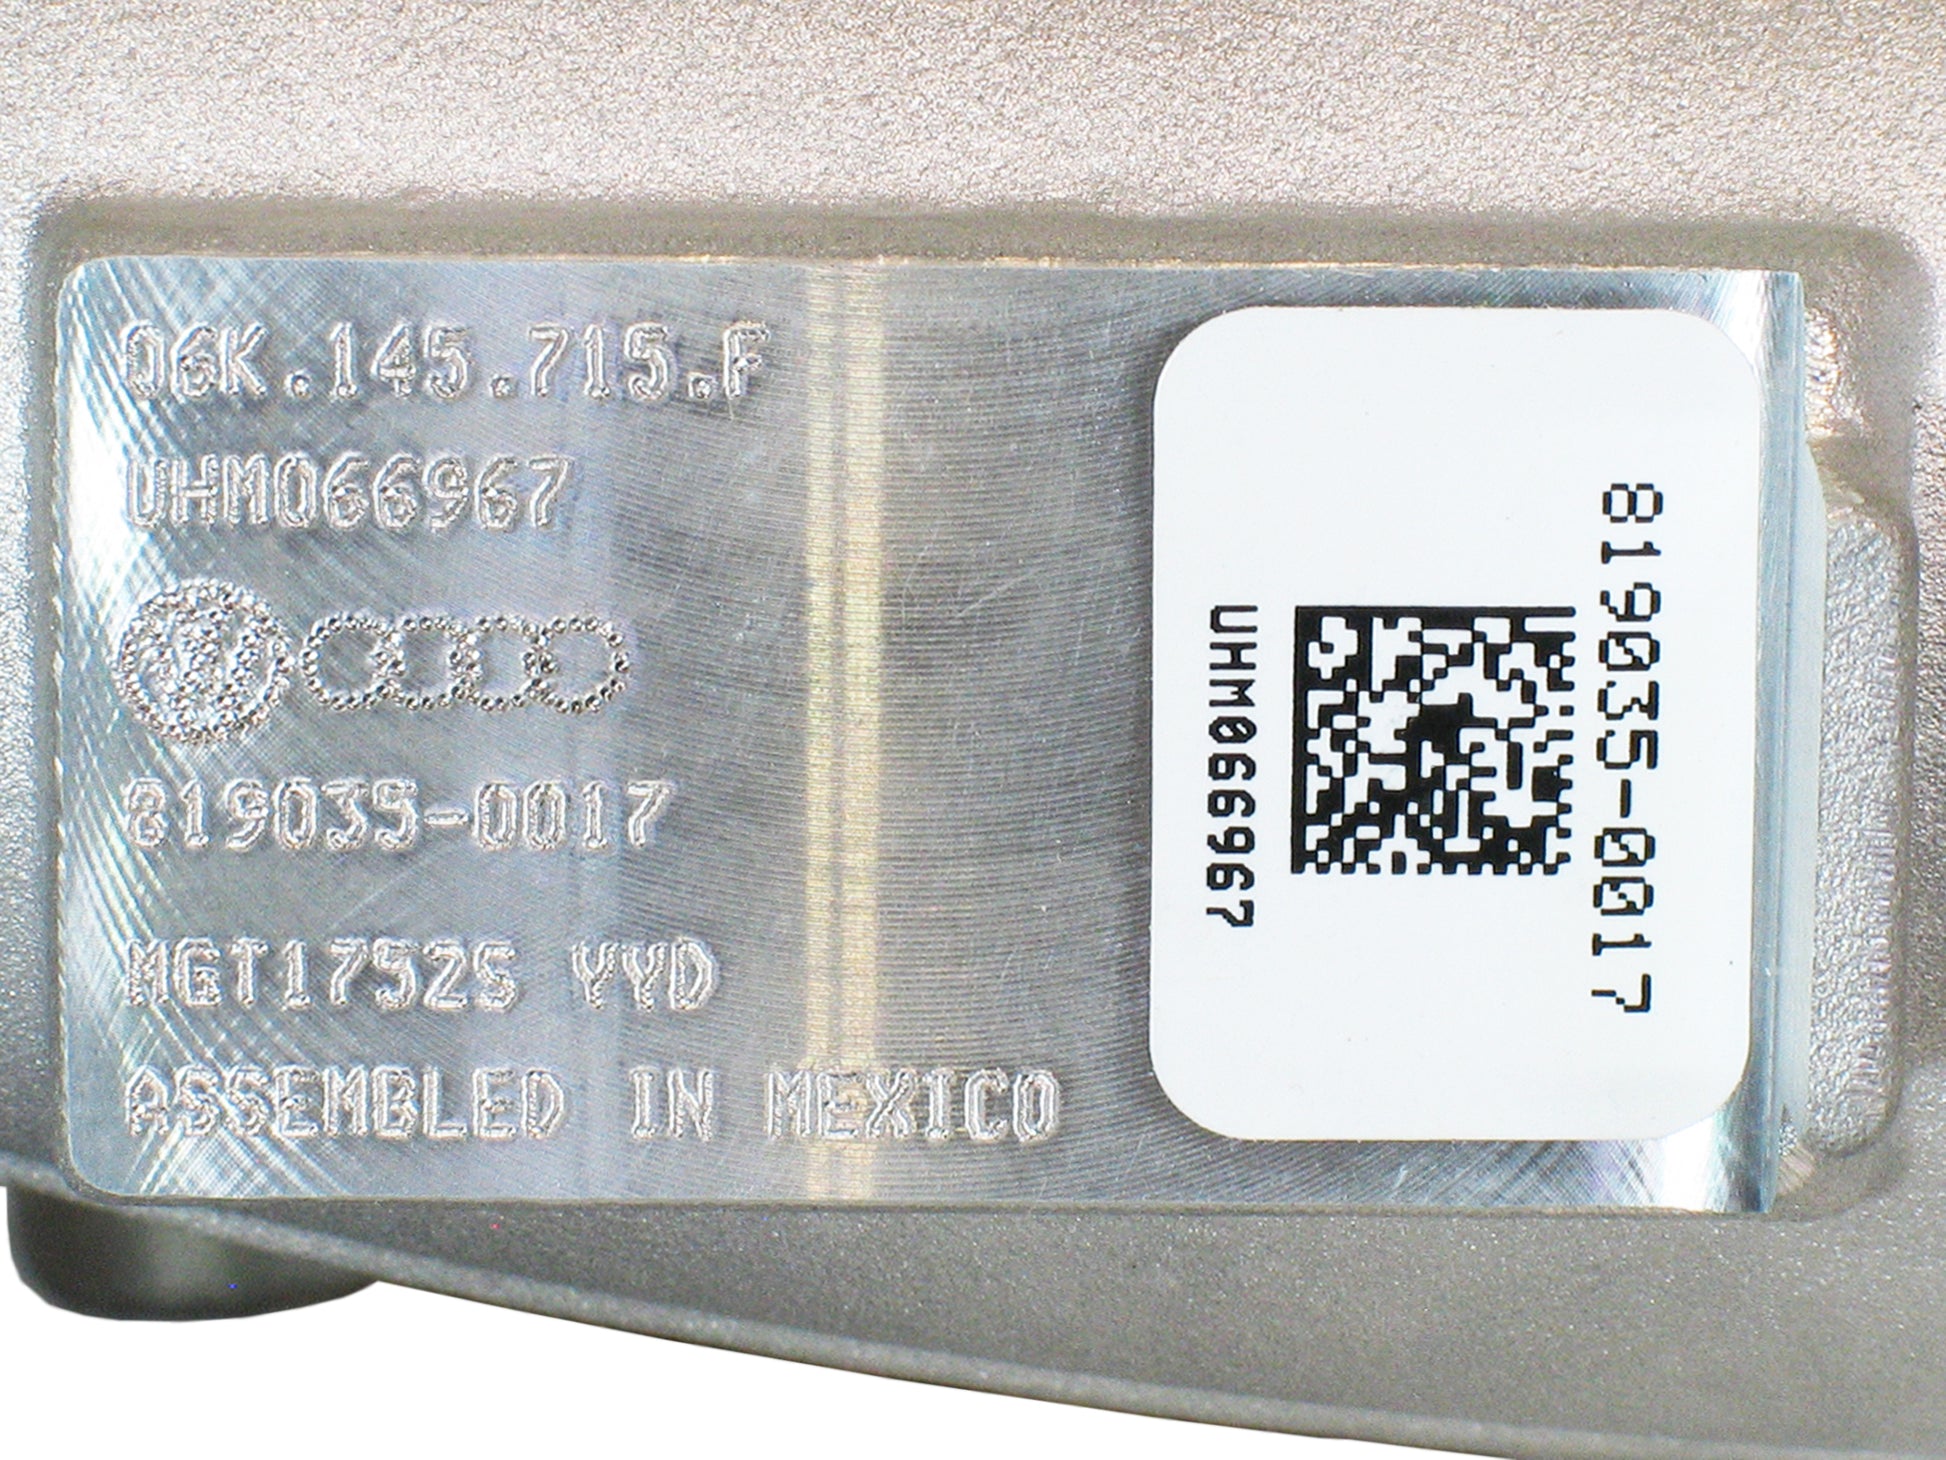 06K.145.715.F
UHM066967
819035-0017
MGT1752S YYD
ASSEMBLED IN MEXICO
819035-0017
UHM066967